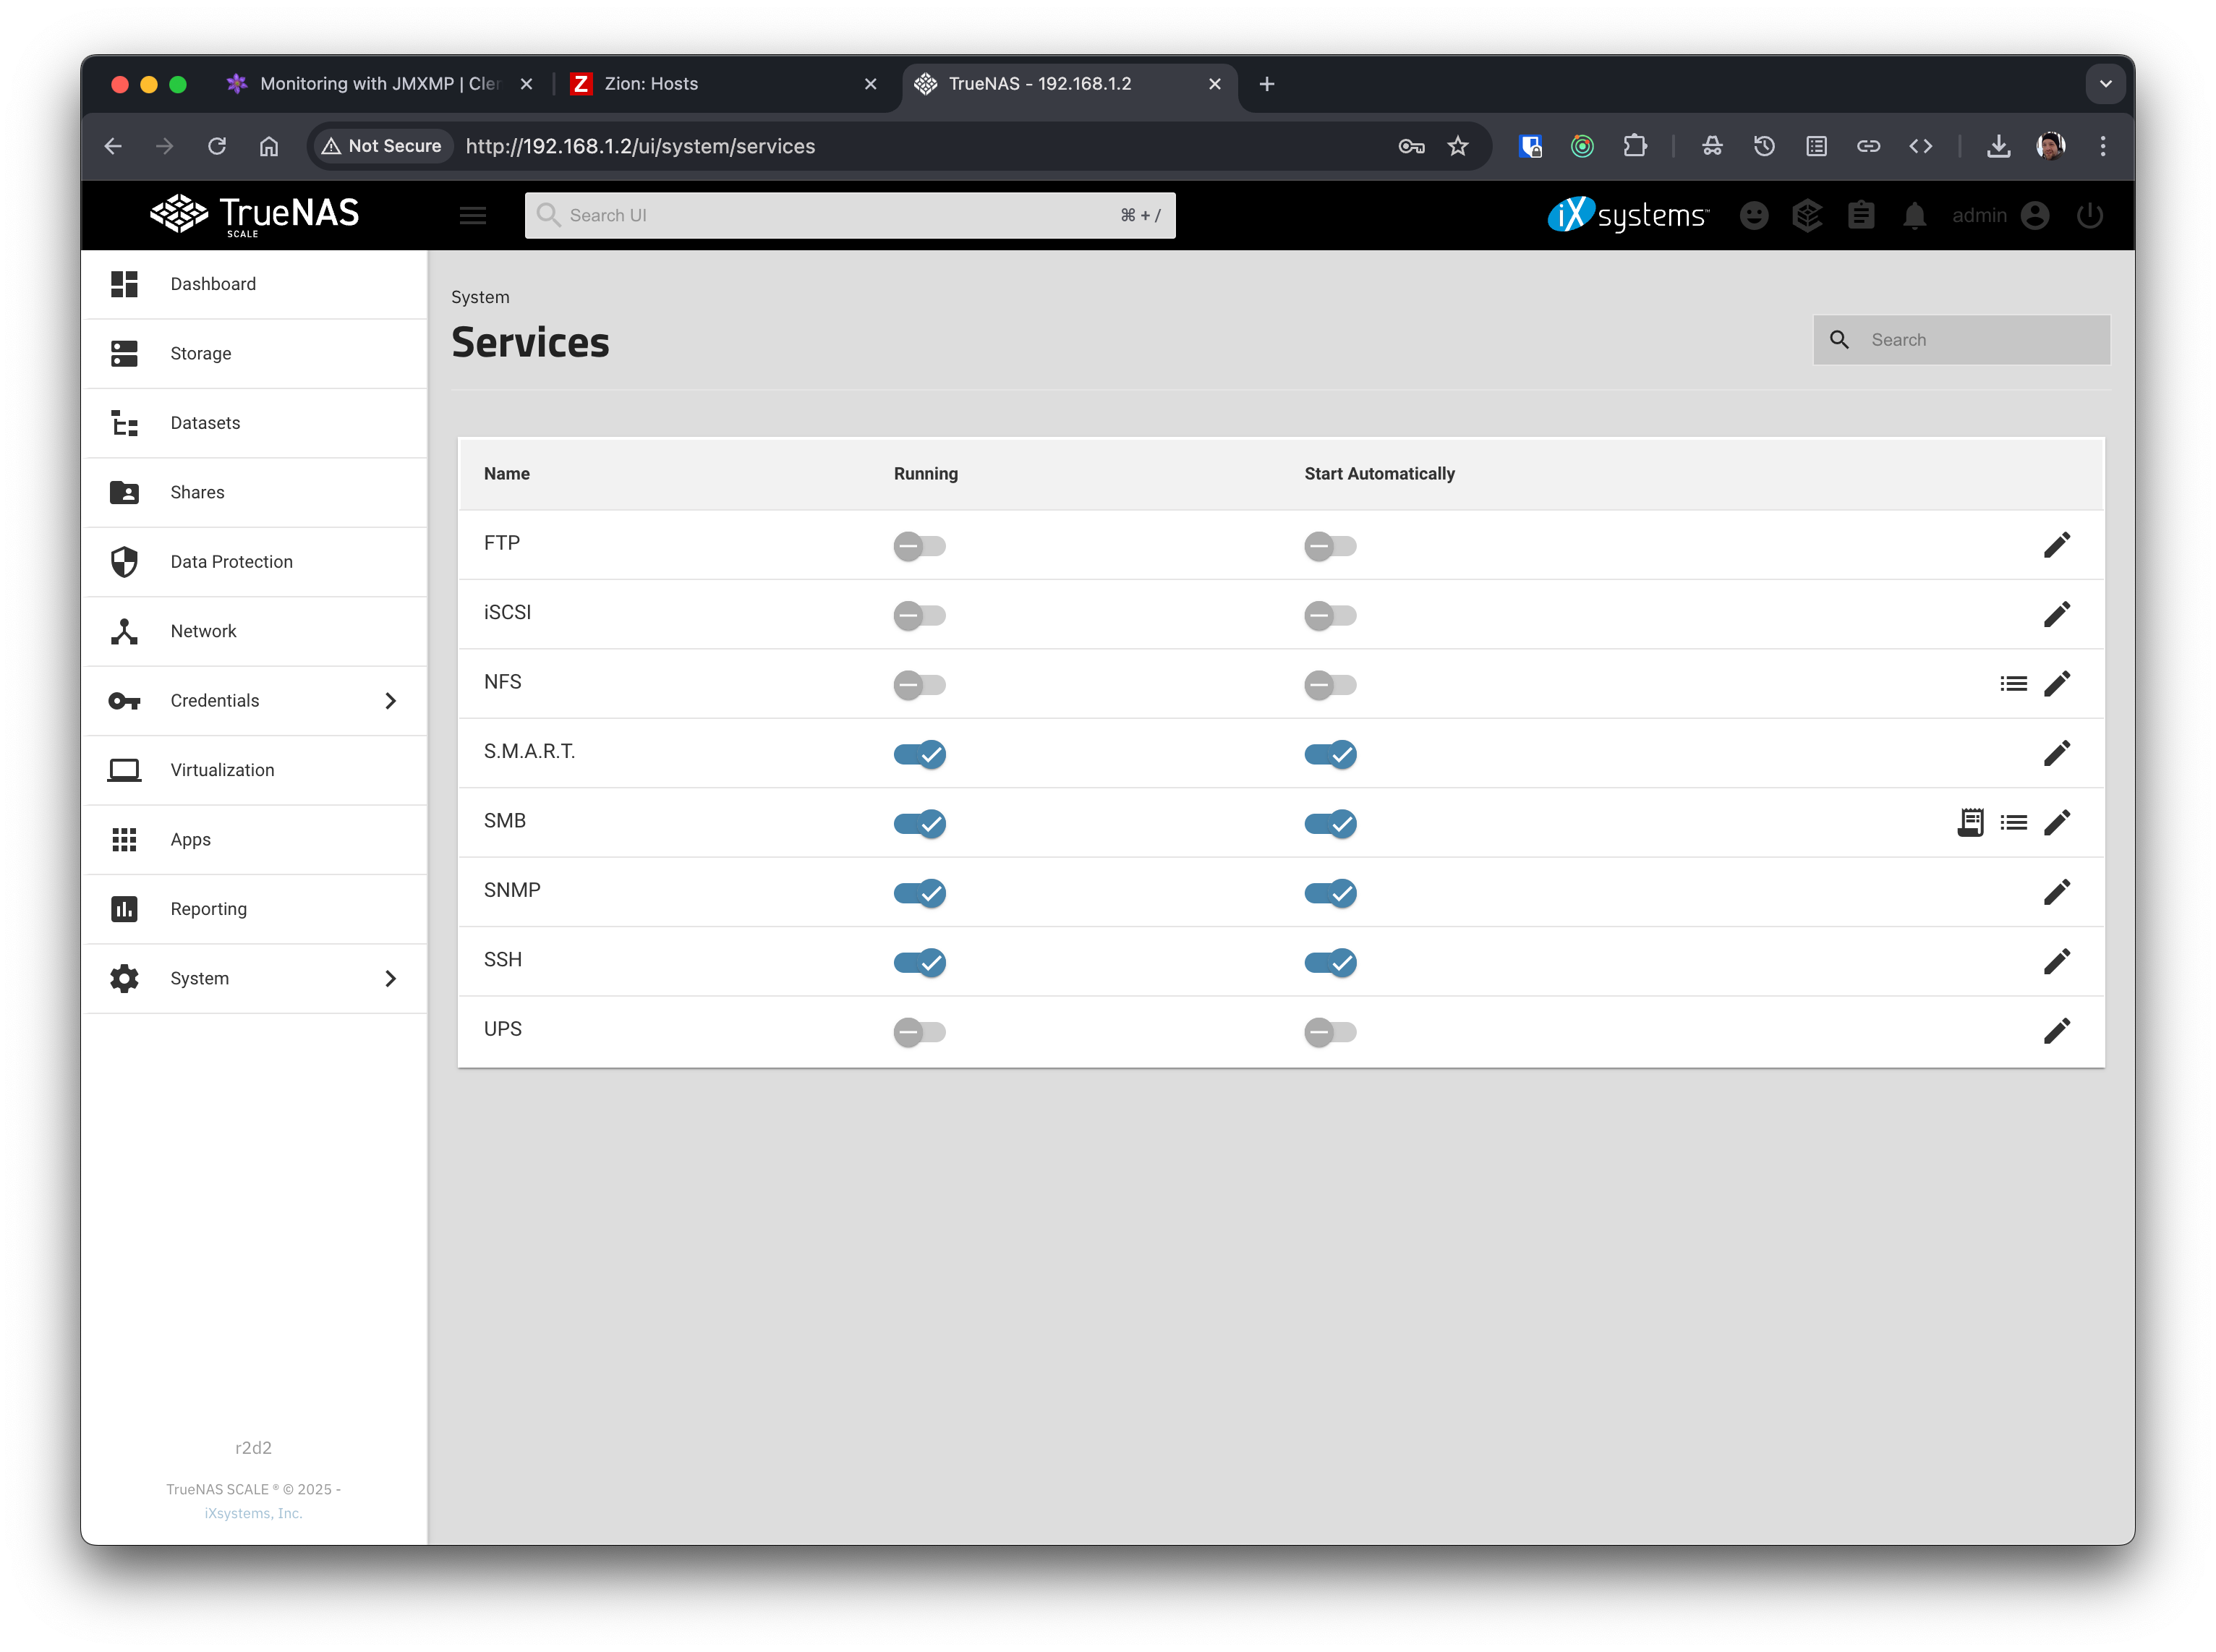 Monitoring with JMXMP | Cler
Zion: Hosts
TrueNAS - 192.168.1.2
Not Secure
http://192.168.1.2/ui/system/services
TrueNAS
SCALE
Search UI
⌘ + /
iXsystems™
admin
Dashboard
Storage
Datasets
Shares
Data Protection
Network
Credentials
Virtualization
Apps
Reporting
System
r2d2
TrueNAS SCALE ® © 2025 -
iXsystems, Inc.
System
Services
Search
Name Running Start Automatically
FTP
iSCSI
NFS
S.M.A.R.T.
SMB
SNMP
SSH
UPS